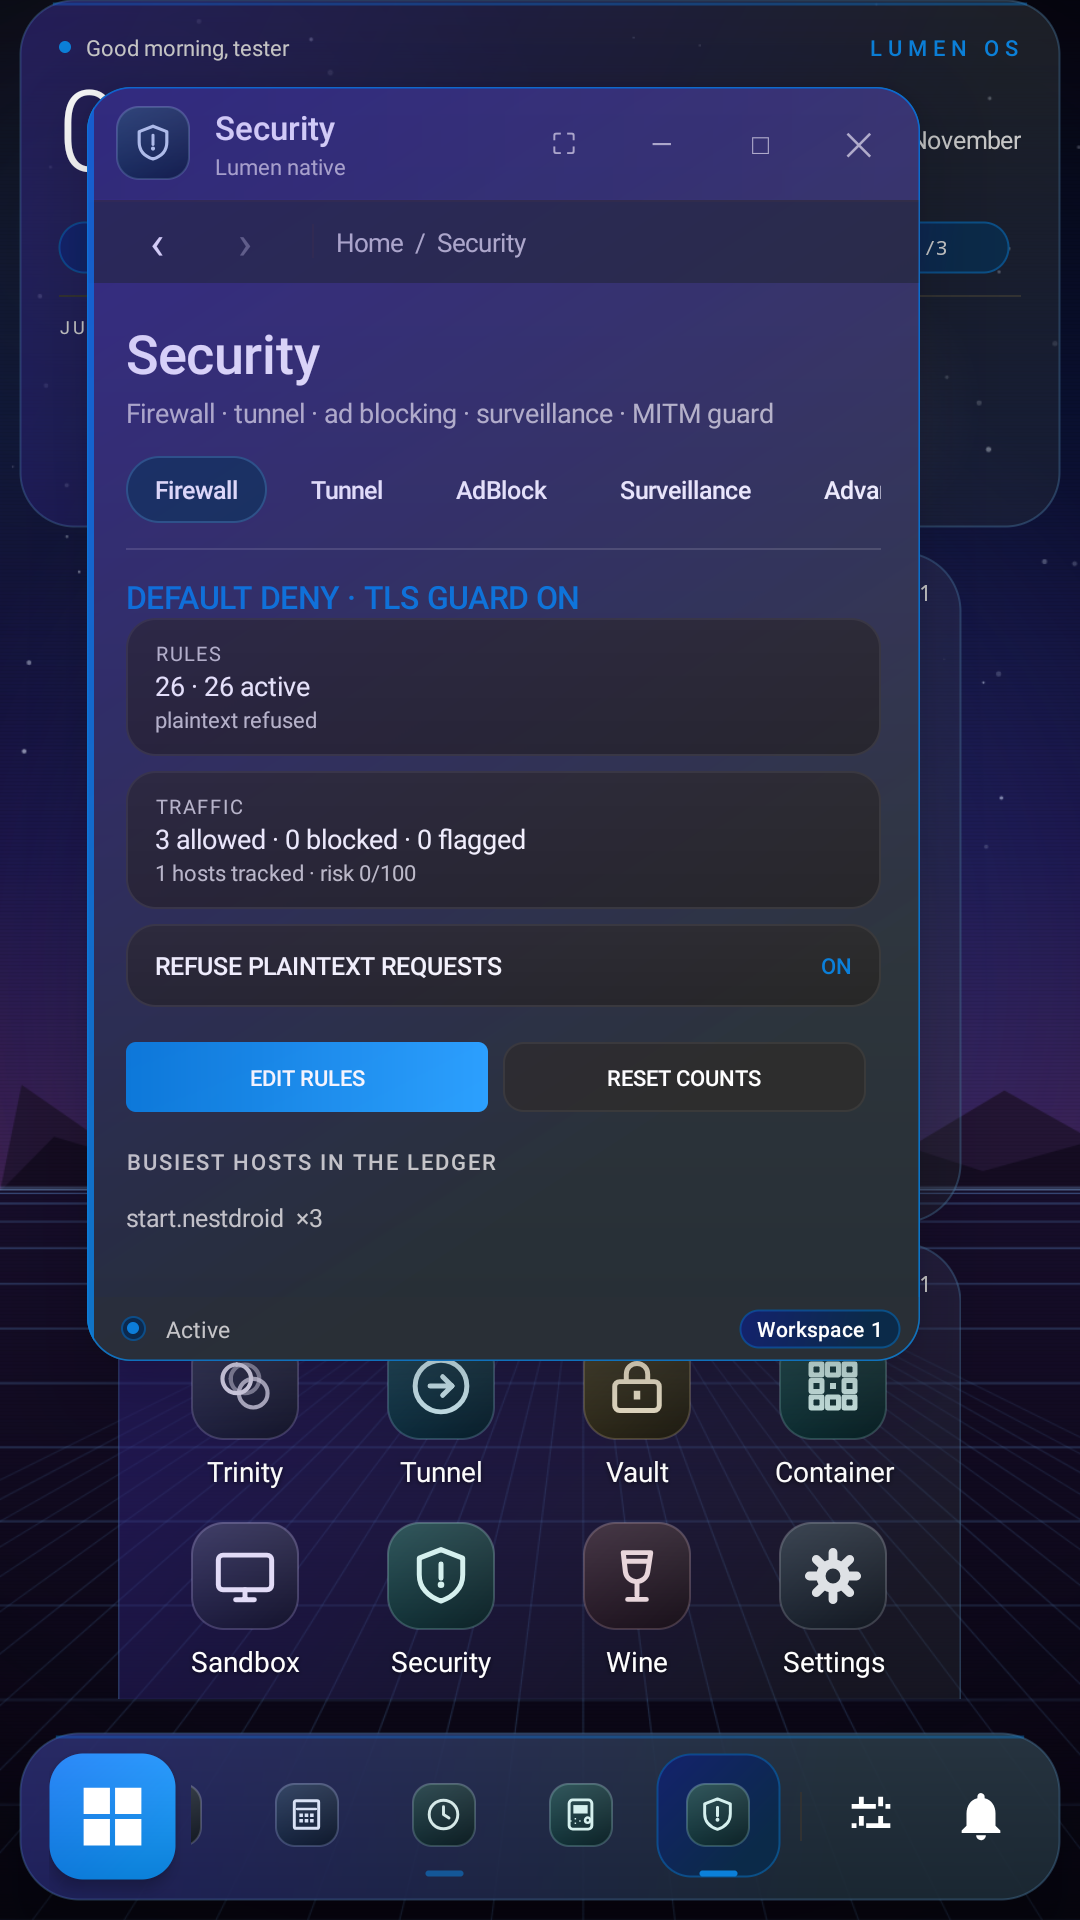 Good morning, tester
LUMEN OS
Security
Lumen native
November
Home / Security
/3
JU
Security
Firewall · tunnel · ad blocking · surveillance · MITM guard
Firewall
Tunnel
AdBlock
Surveillance
Adva
DEFAULT DENY · TLS GUARD ON
1
RULES
26 · 26 active
plaintext refused
TRAFFIC
3 allowed · 0 blocked · 0 flagged
1 hosts tracked · risk 0/100
REFUSE PLAINTEXT REQUESTS
ON
EDIT RULES
RESET COUNTS
BUSIEST HOSTS IN THE LEDGER
start.nestdroid ×3
1
Active
Workspace 1
Trinity
Tunnel
Vault
Container
Sandbox
Security
Wine
Settings